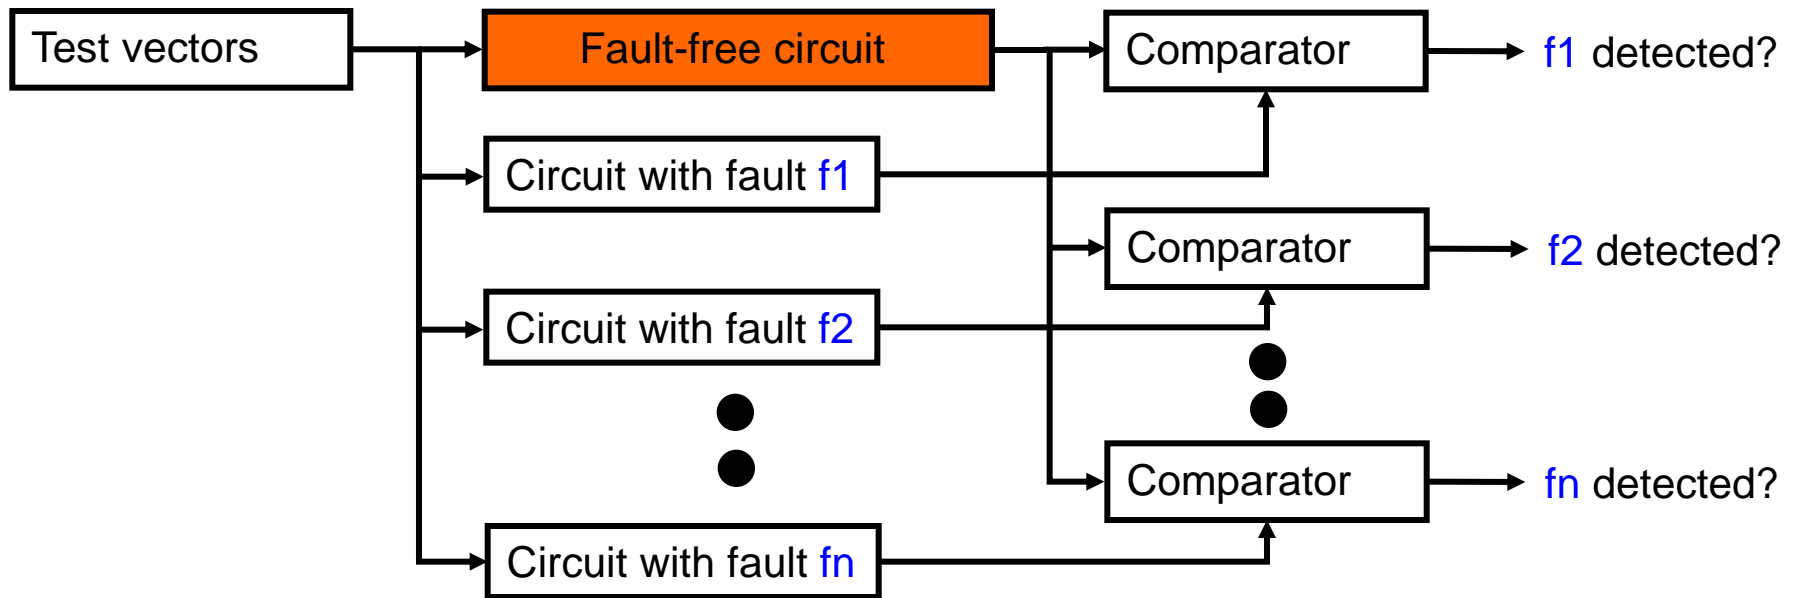 Test vectors
Fault-free circuit
Comparator
f1 detected?
Circuit with fault f1
Comparator
f2 detected?
Circuit with fault f2
Comparator
fn detected?
Circuit with fault fn